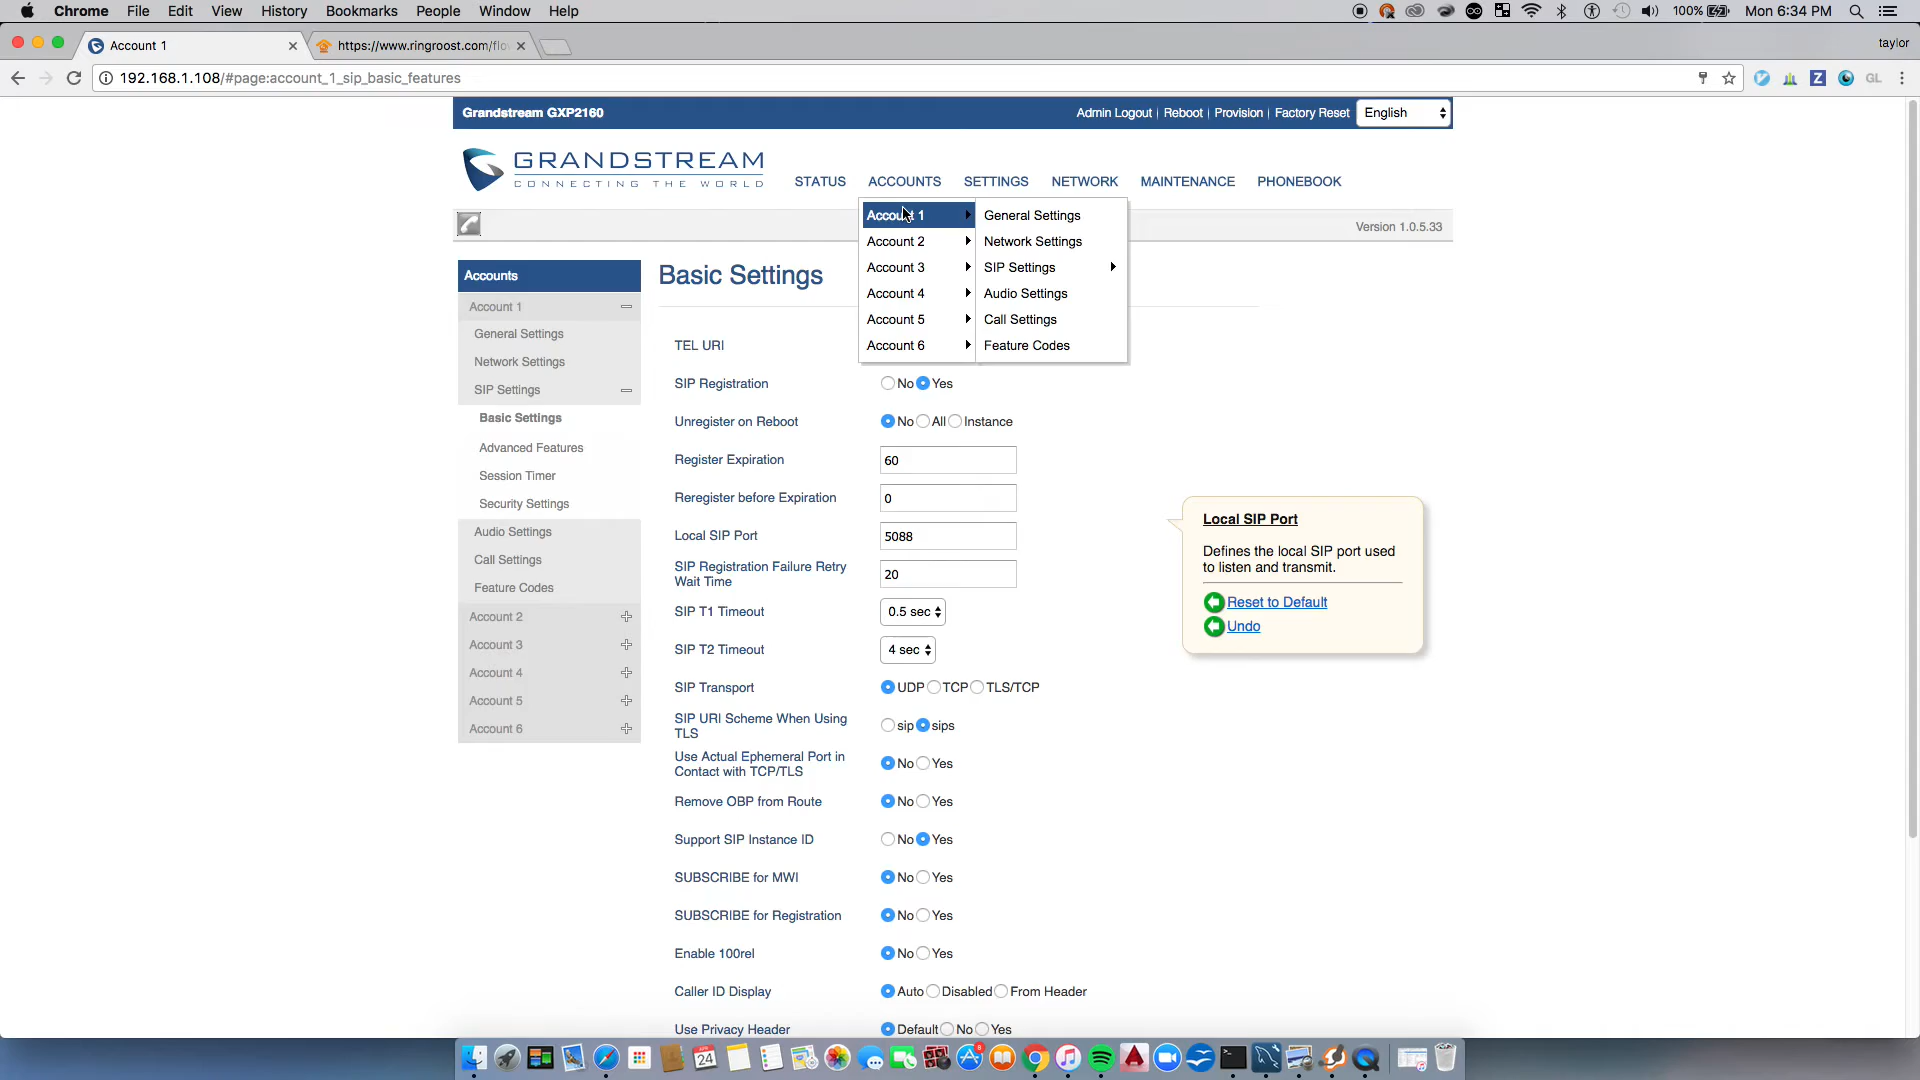 Chrome File Edit View History Bookmarks People Window Help 100% Mon 6:34 PM
Account 1 https://www.ringroost.com/flo taylor
192.168.1.108/#page:account_1_sip_basic_features
Grandstream GXP2160 Admin Logout | Reboot | Provision | Factory Reset English
GRANDSTREAM
CONNECTING THE WORLD
STATUS ACCOUNTS SETTINGS NETWORK MAINTENANCE PHONEBOOK
Version 1.0.5.33
Account 1
Account 2
Account 3
Account 4
Account 5
Account 6
General Settings
Network Settings
SIP Settings
Audio Settings
Call Settings
Feature Codes
Accounts
Account 1
General Settings
Network Settings
SIP Settings
Basic Settings
Advanced Features
Session Timer
Security Settings
Audio Settings
Call Settings
Feature Codes
Account 2
Account 3
Account 4
Account 5
Account 6
Basic Settings
TEL URI
SIP Registration No Yes
Unregister on Reboot No All Instance
Register Expiration 60
Reregister before Expiration 0
Local SIP Port 5088
SIP Registration Failure Retry
Wait Time 20
SIP T1 Timeout 0.5 sec
SIP T2 Timeout 4 sec
SIP Transport UDP TCP TLS/TCP
SIP URI Scheme When Using
TLS sip sips
Use Actual Ephemeral Port in
Contact with TCP/TLS No Yes
Remove OBP from Route No Yes
Support SIP Instance ID No Yes
SUBSCRIBE for MWI No Yes
SUBSCRIBE for Registration No Yes
Enable 100rel No Yes
Caller ID Display Auto Disabled From Header
Use Privacy Header Default No Yes
Local SIP Port
Defines the local SIP port used
to listen and transmit.
Reset to Default
Undo
Z
GL
24